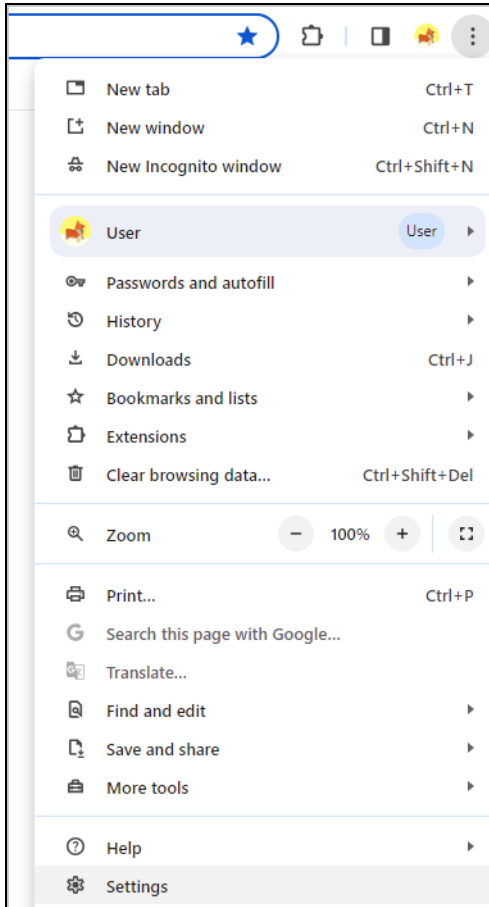 New tab Ctrl+T
New window Ctrl+N
New Incognito window Ctrl+Shift+N
User User
Passwords and autofill
History
Downloads Ctrl+J
Bookmarks and lists
Extensions
Clear browsing data... Ctrl+Shift+Del
Zoom − 100% +
Print... Ctrl+P
G Search this page with Google...
Translate...
Find and edit
Save and share
More tools
Help
Settings